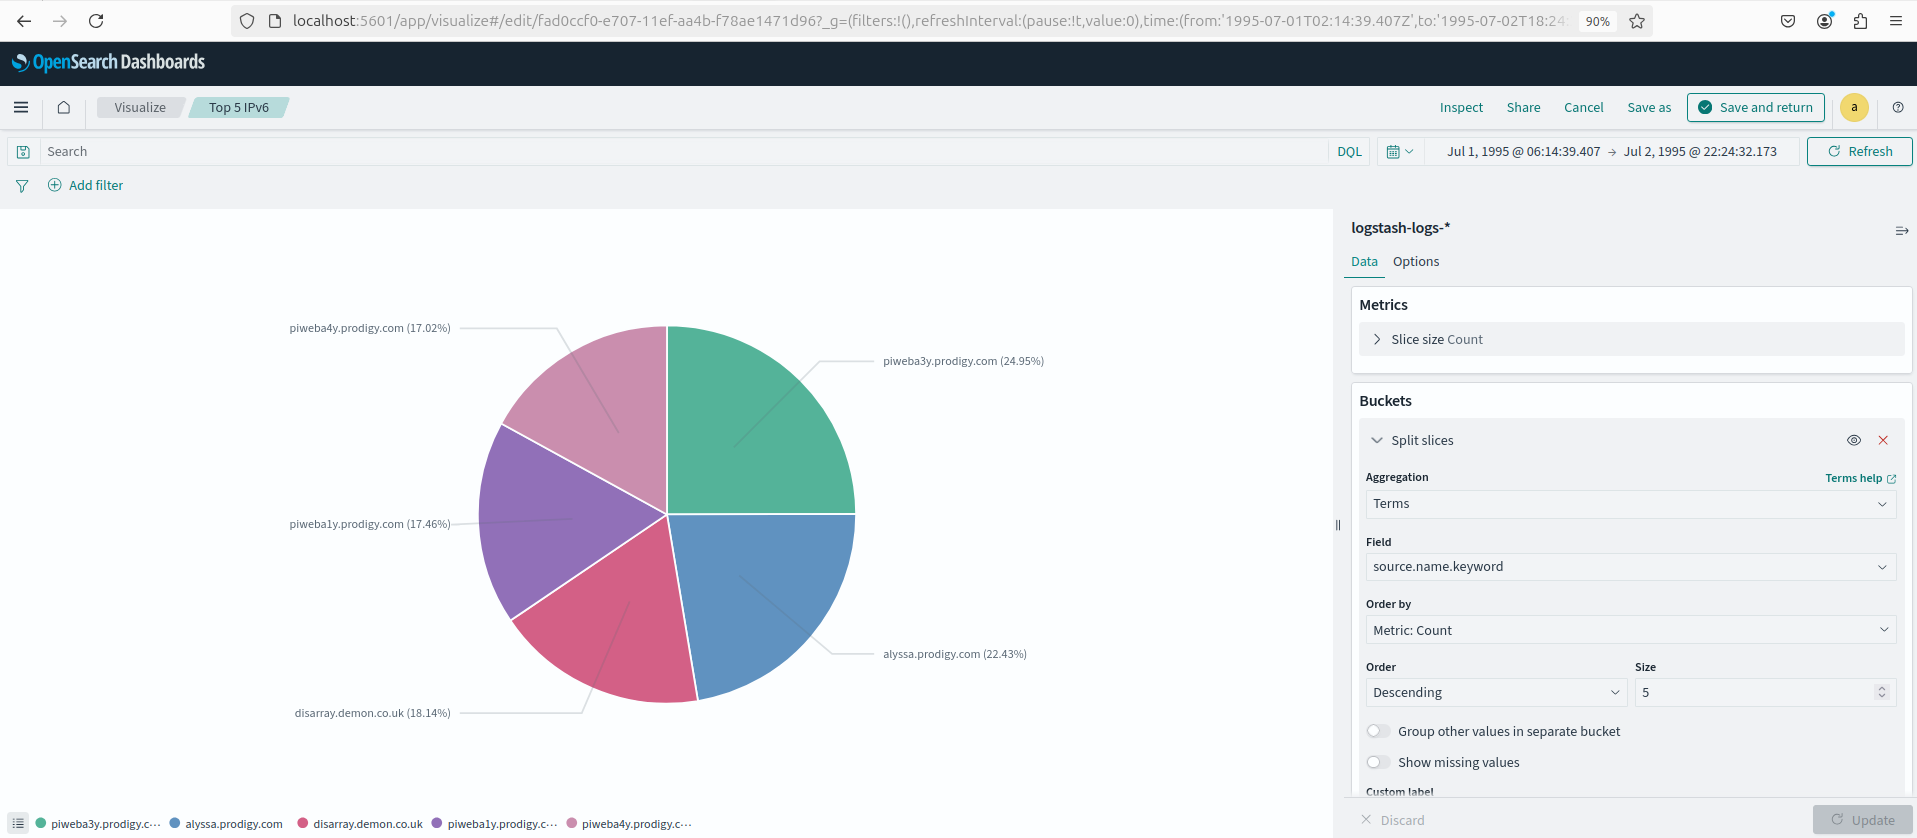 localhost:5601/app/visualize#/edit/fad0ccf0-e707-11ef-aa4b-f78ae1471d96?_g=(filters:!(),refreshInterval:(pause:!t,value:0),time:(from:'1995-07-01T02:14:39.407Z',to:'1995-07-02T18:24:
90%
OpenSearch Dashboards
Visualize
Top 5 IPv6
Inspect
Share
Cancel
Save as
Save and return
a
Search
DQL
Jul 1, 1995 @ 06:14:39.407 → Jul 2, 1995 @ 22:24:32.173
Refresh
Add filter
piweba4y.prodigy.com (17.02%)
piweba3y.prodigy.com (24.95%)
piweba1y.prodigy.com (17.46%)
alyssa.prodigy.com (22.43%)
disarray.demon.co.uk (18.14%)
piweba3y.prodigy.c···
alyssa.prodigy.com
disarray.demon.co.uk
piweba1y.prodigy.c···
piweba4y.prodigy.c···
logstash-logs-*
Data
Options
Metrics
Slice size Count
Buckets
Split slices
Aggregation
Terms help
Terms
Field
source.name.keyword
Order by
Metric: Count
Order
Size
Descending
5
Group other values in separate bucket
Show missing values
Custom label
Discard
Update